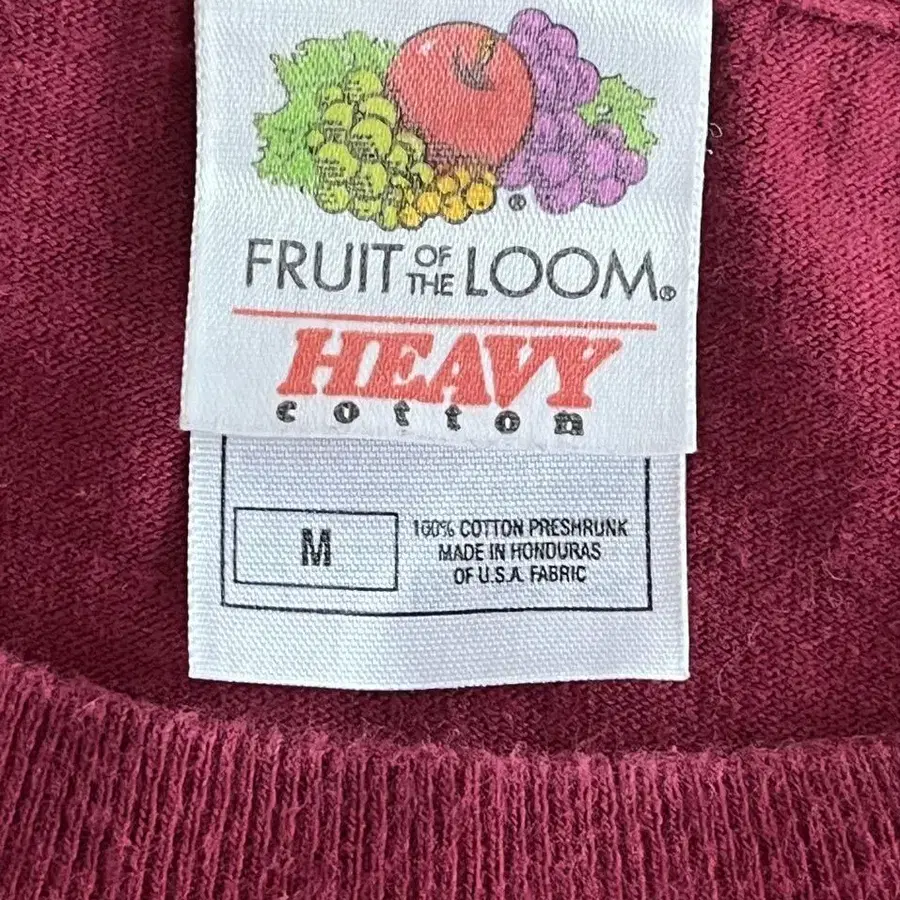 FRUIT OF THE LOOM®
HEAVY
cotton
M
100% COTTON PRESHRUNK
MADE IN HONDURAS
OF U.S.A. FABRIC